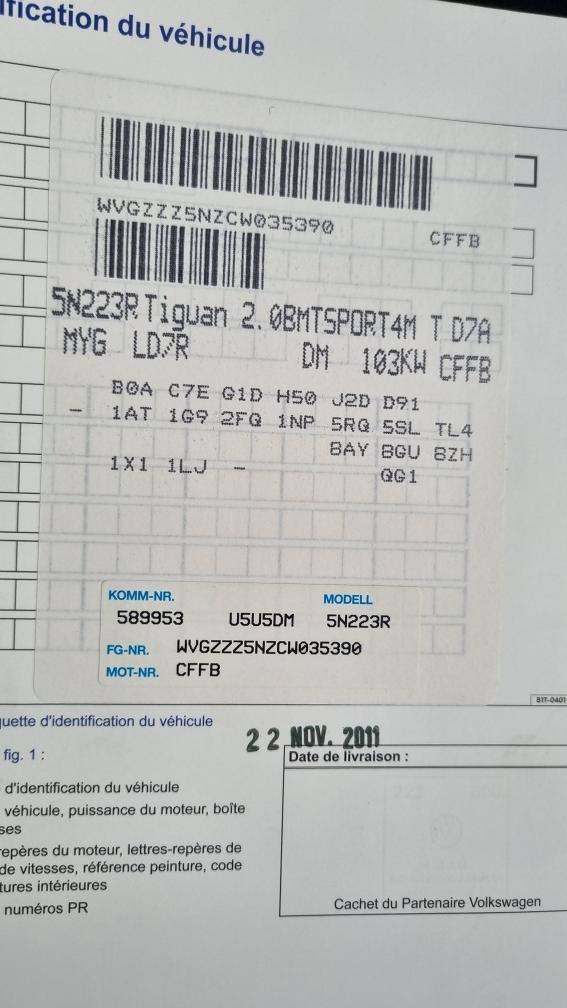 ification du véhicule
WVGZZZ5NZCW035390
CFFB
5N223R Tiguan 2.0BMTSPORT4M T D7A
MYG LD7R DM 103KW CFFB
B0A C7E G1D H50 J2D D91
- 1AT 1G9 2FQ 1NP 5RQ 5SL TL4
8AY 8GU 8ZH
1X1 1LJ - QG1
KOMM-NR. MODELL
589953 U5U5DM 5N223R
FG-NR. WVGZZZ5NZCW035390
MOT-NR. CFFB
B1T-0401
quette d'identification du véhicule
22 NOV. 2011
fig. 1 :
Date de livraison :
d'identification du véhicule
véhicule, puissance du moteur, boîte
ses
repères du moteur, lettres-repères de
de vitesses, référence peinture, code
tures intérieures
numéros PR
Cachet du Partenaire Volkswagen